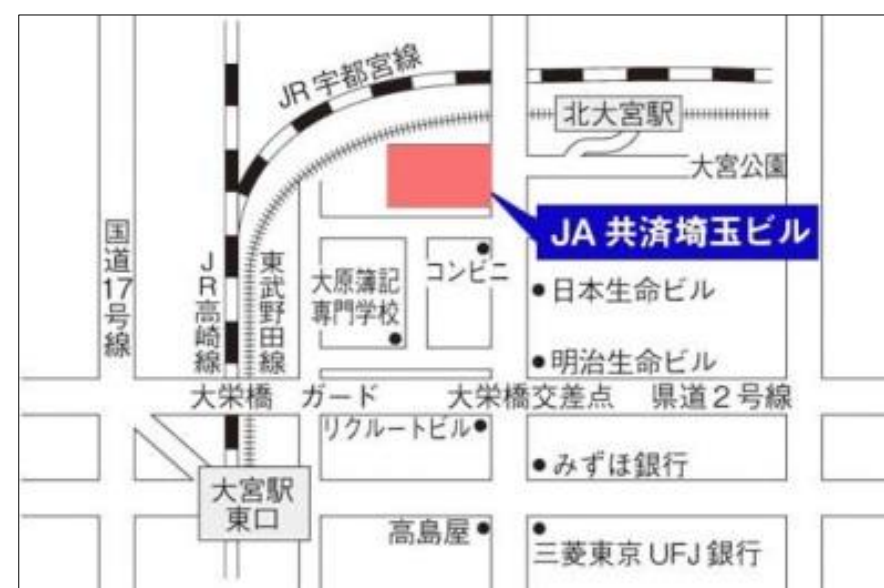 JR宇都宮線
北大宮駅
大宮公園
JA共済埼玉ビル
国道17号線
JR高崎線
東武野田線
大原簿記
専門学校
コンビニ
日本生命ビル
明治生命ビル
大栄橋 ガード 大栄橋交差点 県道2号線
リクルートビル
みずほ銀行
大宮駅
東口
高島屋
三菱東京UFJ銀行